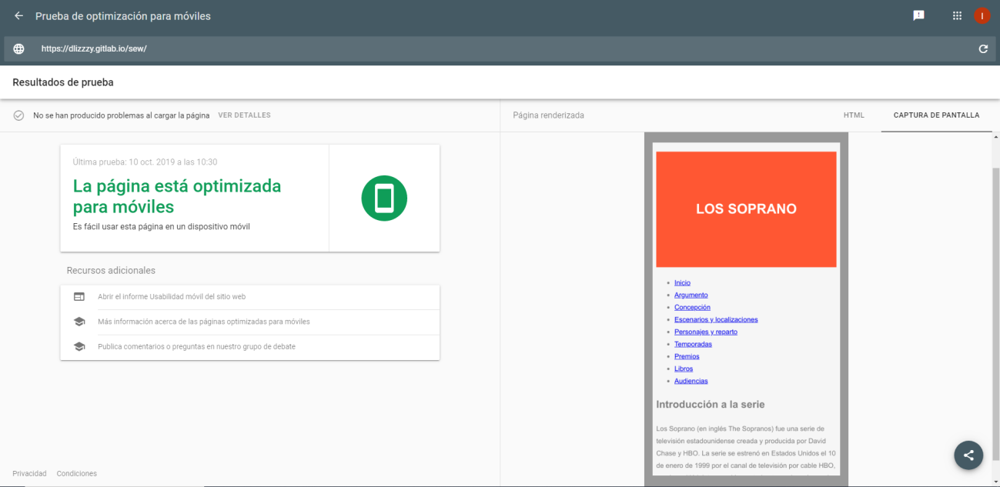 Prueba de optimización para móviles
I
https://dlizzzy.gitlab.io/sew/
Resultados de prueba
No se han producido problemas al cargar la página VER DETALLES
Página renderizada HTML CAPTURA DE PANTALLA
Última prueba: 10 oct. 2019 a las 10:30
La página está optimizada
para móviles
Es fácil usar esta página en un dispositivo móvil
Recursos adicionales
Abrir el informe Usabilidad móvil del sitio web
Más información acerca de las páginas optimizadas para móviles
Publica comentarios o preguntas en nuestro grupo de debate
LOS SOPRANO
Inicio
Argumento
Concepción
Escenarios y localizaciones
Personajes y reparto
Temporadas
Premios
Libros
Audiencias
Introducción a la serie
Los Soprano (en inglés The Sopranos) fue una serie de
televisión estadounidense creada y producida por David
Chase y HBO. La serie se estrenó en Estados Unidos el 10
de enero de 1999 por el canal de televisión por cable HBO,
Privacidad Condiciones